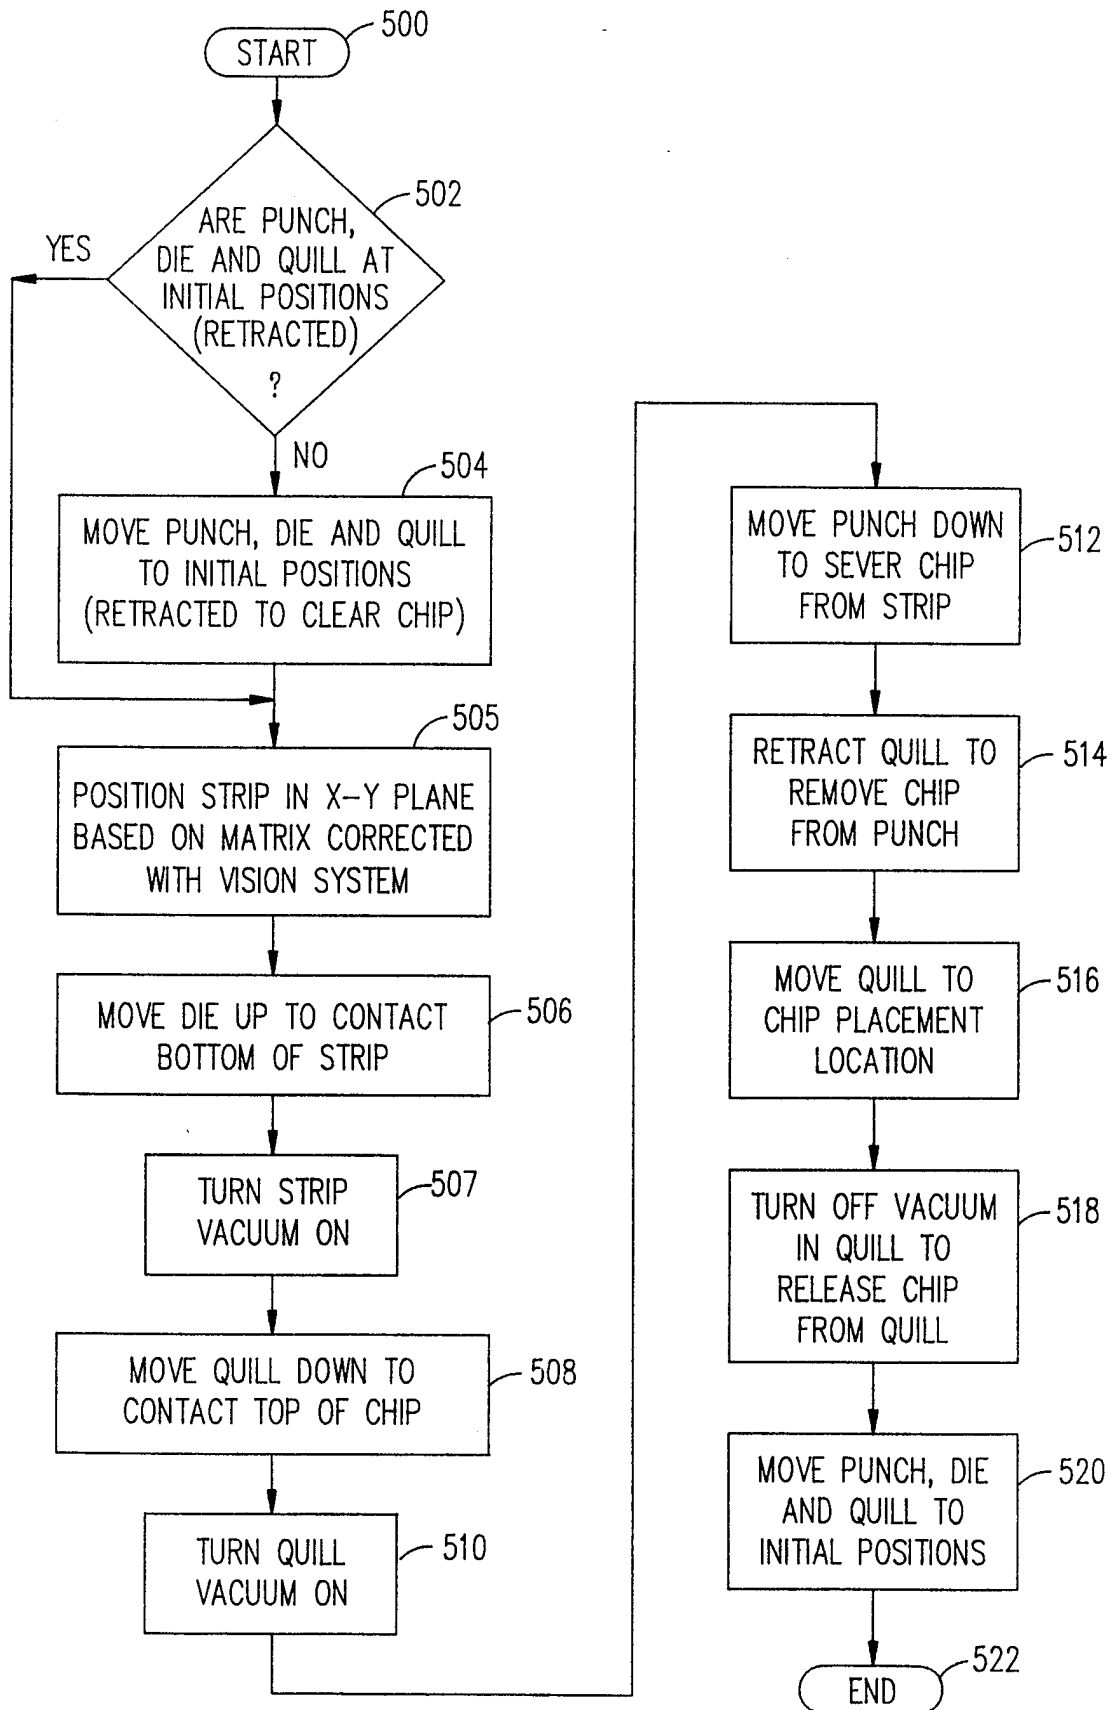 500
START
502
ARE PUNCH,
DIE AND QUILL AT
INITIAL POSITIONS
(RETRACTED)
?
YES
NO
504
MOVE PUNCH, DIE AND QUILL
TO INITIAL POSITIONS
(RETRACTED TO CLEAR CHIP)
505
POSITION STRIP IN X-Y PLANE
BASED ON MATRIX CORRECTED
WITH VISION SYSTEM
MOVE DIE UP TO CONTACT
BOTTOM OF STRIP
506
TURN STRIP
VACUUM ON
507
MOVE QUILL DOWN TO
CONTACT TOP OF CHIP
508
TURN QUILL
VACUUM ON
510
MOVE PUNCH DOWN
TO SEVER CHIP
FROM STRIP
512
RETRACT QUILL TO
REMOVE CHIP
FROM PUNCH
514
MOVE QUILL TO
CHIP PLACEMENT
LOCATION
516
TURN OFF VACUUM
IN QUILL TO
RELEASE CHIP
FROM QUILL
518
MOVE PUNCH, DIE
AND QUILL TO
INITIAL POSITIONS
520
END
522